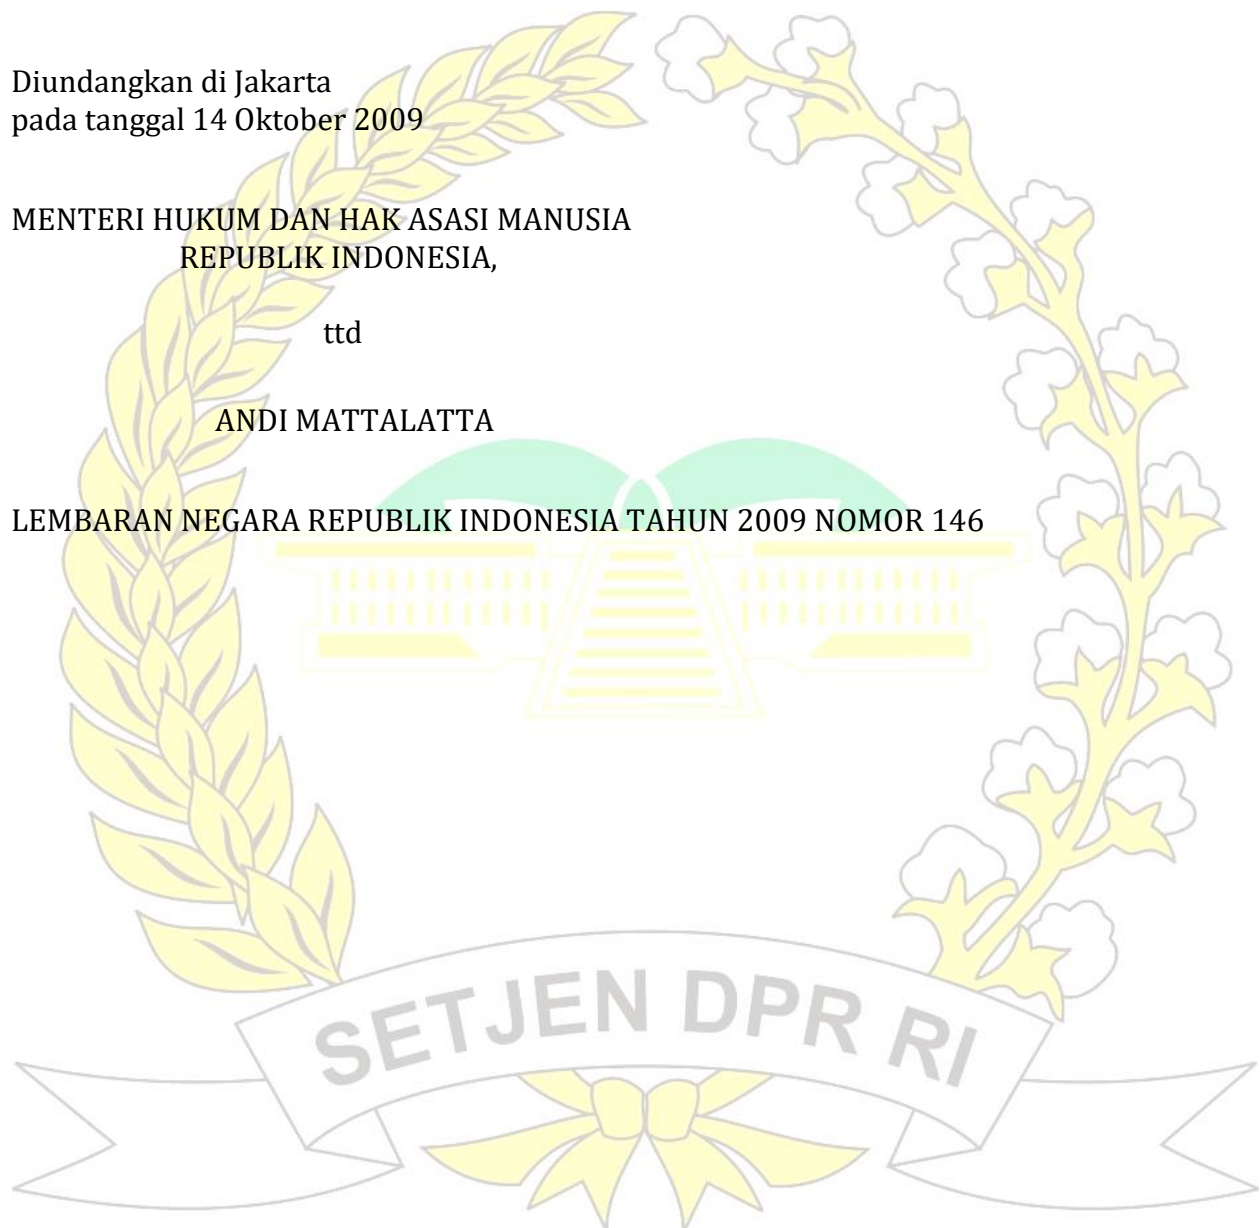 Diundangkan di Jakarta
pada tanggal 14 Oktober 2009
MENTERI HUKUM DAN HAK ASASI MANUSIA
REPUBLIK INDONESIA,
ttd
ANDI MATTALATTA
LEMBARAN NEGARA REPUBLIK INDONESIA TAHUN 2009 NOMOR 146
SETJEN DPR RI